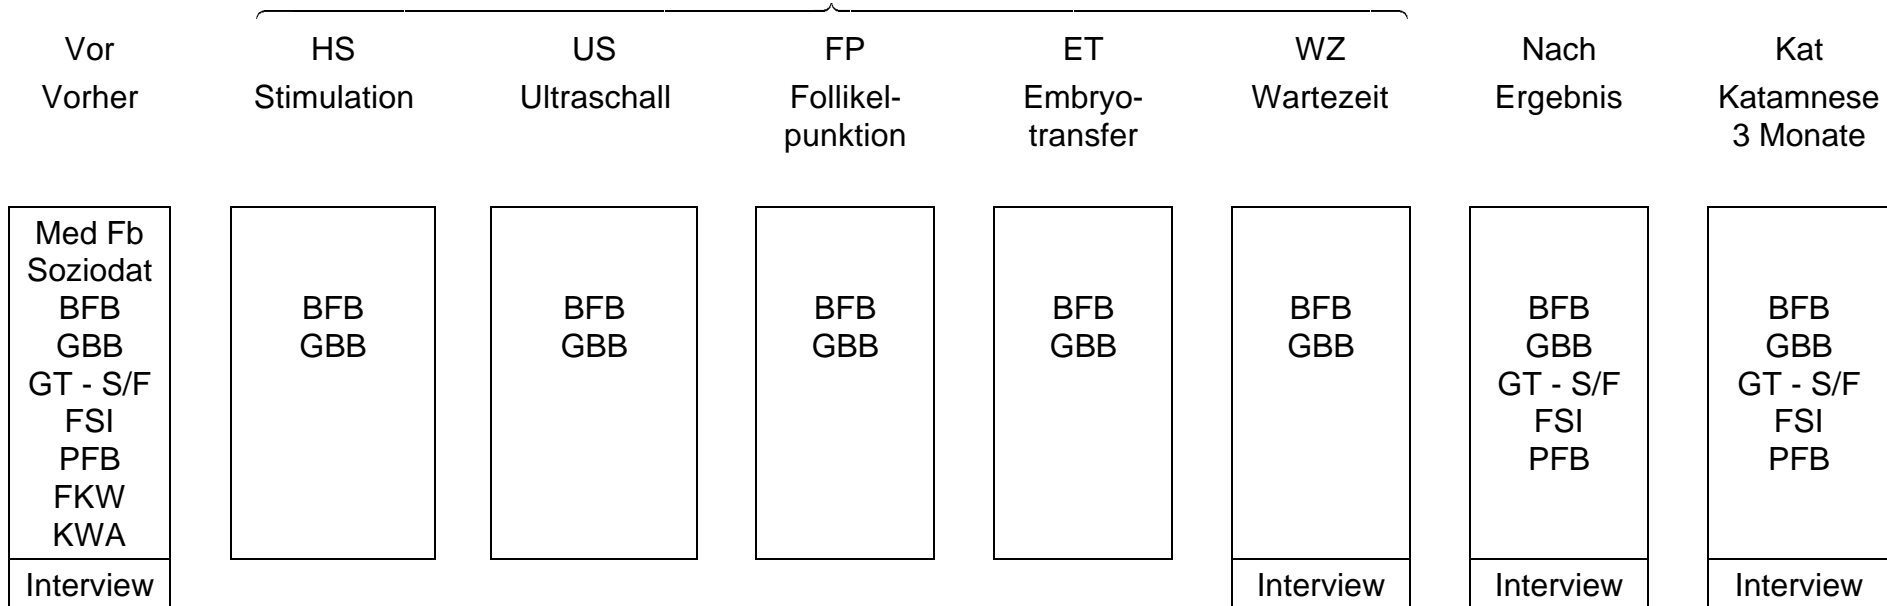 Vor HS US FP ET WZ Nach Kat
Vorher Stimulation Ultraschall Follikel- Embryo- Wartezeit Ergebnis Katamnese
punktion transfer 3 Monate
Med Fb
Soziodat
BFB BFB BFB BFB BFB BFB BFB BFB
GBB GBB GBB GBB GBB GBB GBB GBB
GT - S/F GT - S/F GT - S/F
FSI FSI FSI
PFB PFB PFB
FKW
KWA
Interview Interview Interview Interview